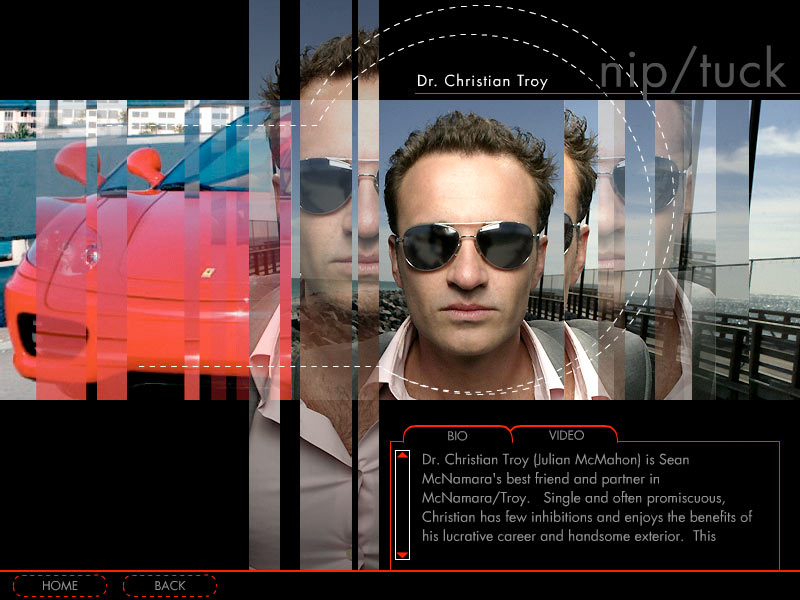 nip/tuck
Dr. Christian Troy
BIO
VIDEO
Dr. Christian Troy (Julian McMahon) is Sean
McNamara's best friend and partner in
McNamara/Troy.   Single and often promiscuous,
Christian has few inhibitions and enjoys the benefits of
his lucrative career and handsome exterior.  This
HOME
BACK